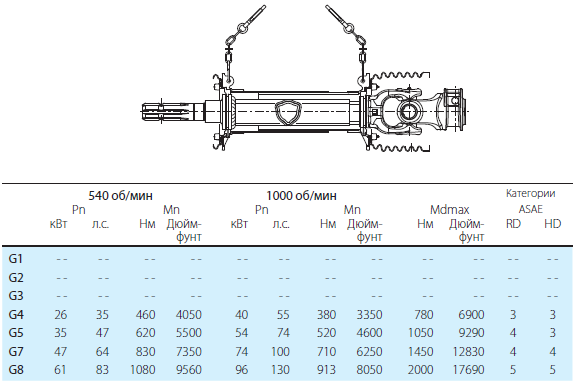 540 об/мин 1000 об/мин Категории
Pn Mn Pn Mn Mdmax ASAE
кВт л.с. Нм Дюйм-фунт кВт л.с. Нм Дюйм-фунт Нм Дюйм-фунт RD HD
G1 -- -- -- -- -- -- -- -- -- -- -- --
G2 -- -- -- -- -- -- -- -- -- -- -- --
G3 -- -- -- -- -- -- -- -- -- -- -- --
G4 26 35 460 4050 40 55 380 3350 780 6900 3 3
G5 35 47 620 5500 54 74 520 4600 1050 9290 4 3
G7 47 64 830 7350 74 100 710 6250 1450 12830 4 4
G8 61 83 1080 9560 96 130 913 8050 2000 17690 5 5